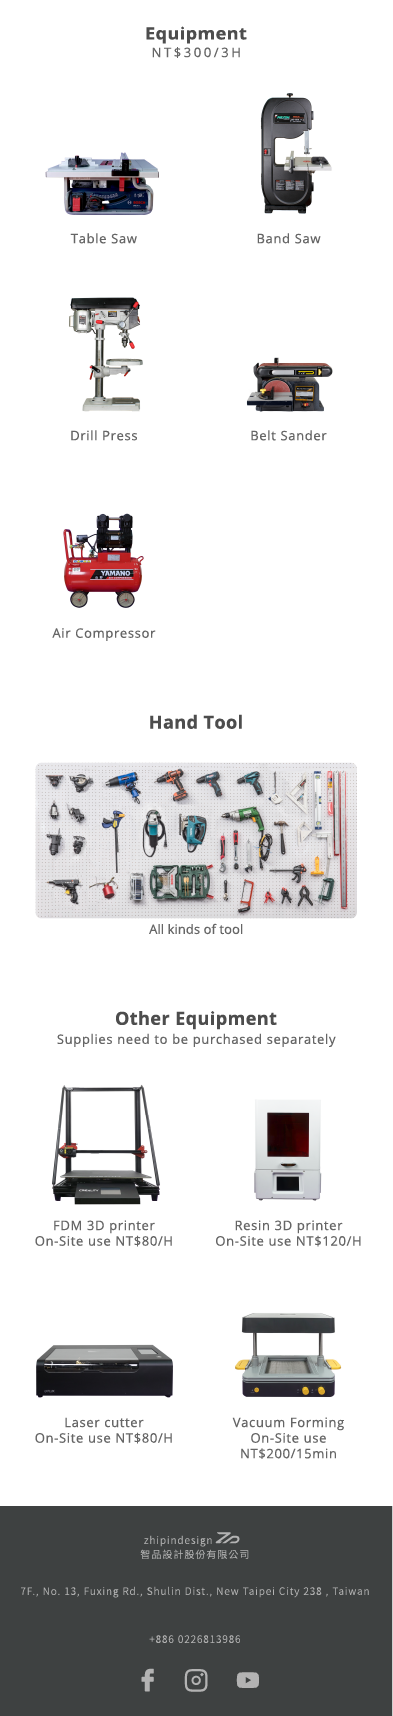 Equipment
NT$300/3H
Table Saw
Band Saw
Drill Press
Belt Sander
YAMANO
Air Compressor
Hand Tool
All kinds of tool
Other Equipment
Supplies need to be purchased separately
FDM 3D printer
On-Site use NT$80/H
Resin 3D printer
On-Site use NT$120/H
Laser cutter
On-Site use NT$80/H
Vacuum Forming
On-Site use
NT$200/15min
zhipindesign
智品設計股份有限公司
7F., No. 13, Fuxing Rd., Shulin Dist., New Taipei City 238 , Taiwan
+886 0226813986